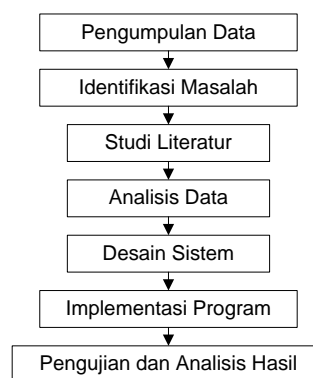 Pengumpulan Data
Identifikasi Masalah
Studi Literatur
Analisis Data
Desain Sistem
Implementasi Program
Pengujian dan Analisis Hasil